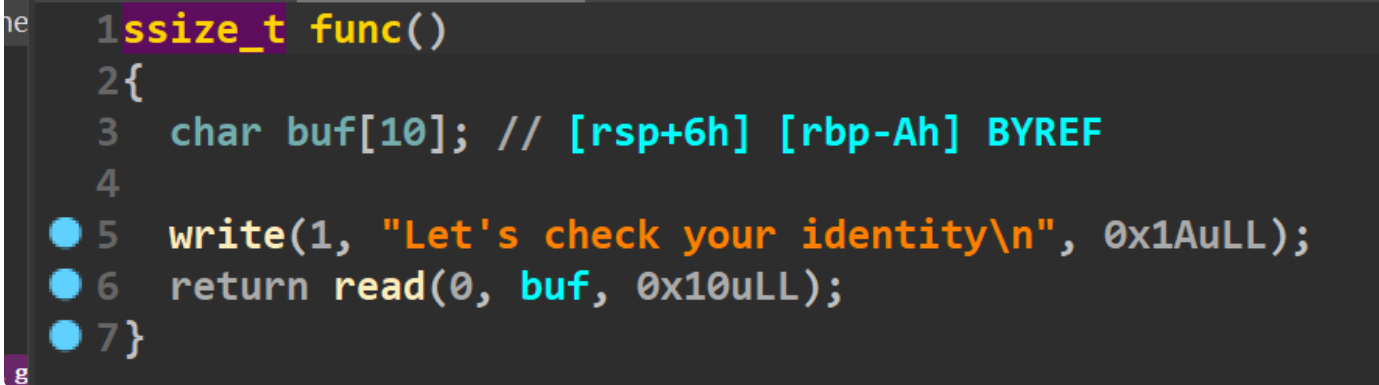 he
1 ssize_t func()
2 {
3 char buf[10]; // [rsp+6h] [rbp-Ah] BYREF
4
5 write(1, "Let's check your identity\n", 0x1AuLL);
6 return read(0, buf, 0x10uLL);
7 }
g